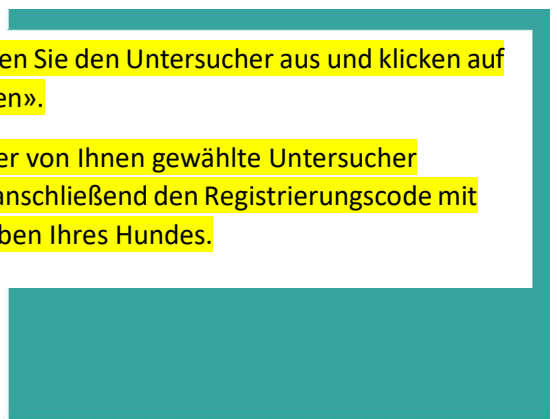 en Sie den Untersucher aus und klicken auf
en».
er von Ihnen gewählte Untersucher
anschließend den Registrierungscode mit
ben Ihres Hundes.